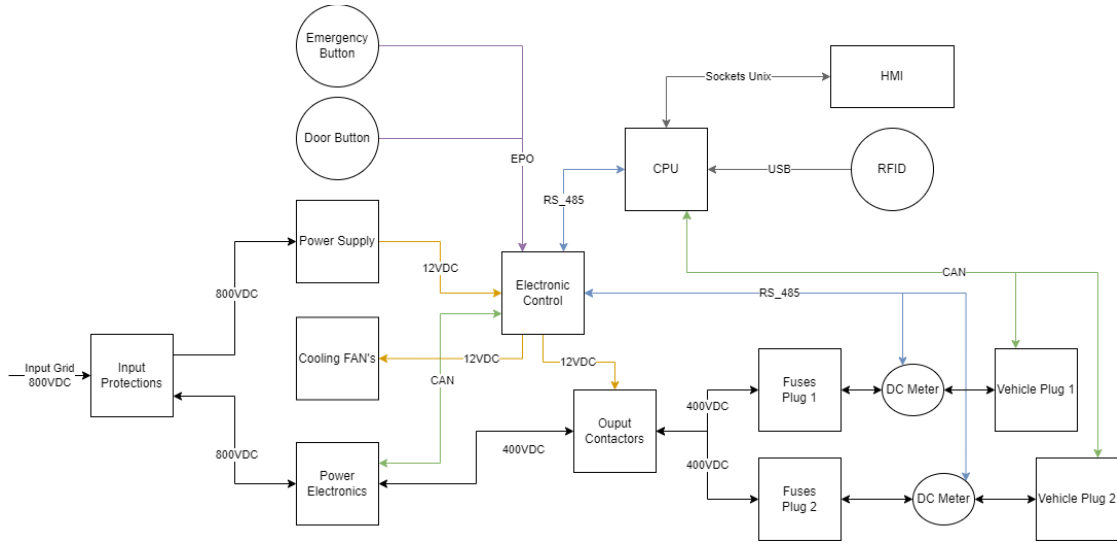 Emergency
Button
Sockets Unix
HMI
Door Button
EPO
CPU
USB
RFID
RS_485
Power Supply
12VDC
800VDC
Electronic
Control
CAN
RS_485
Input Grid
800VDC
Input
Protections
Cooling FAN's
12VDC
12VDC
CAN
400VDC
Fuses
Plug 1
DC Meter
Vehicle Plug 1
Ouput
Contactors
800VDC
Power
Electronics
400VDC
400VDC
Fuses
Plug 2
DC Meter
Vehicle Plug 2